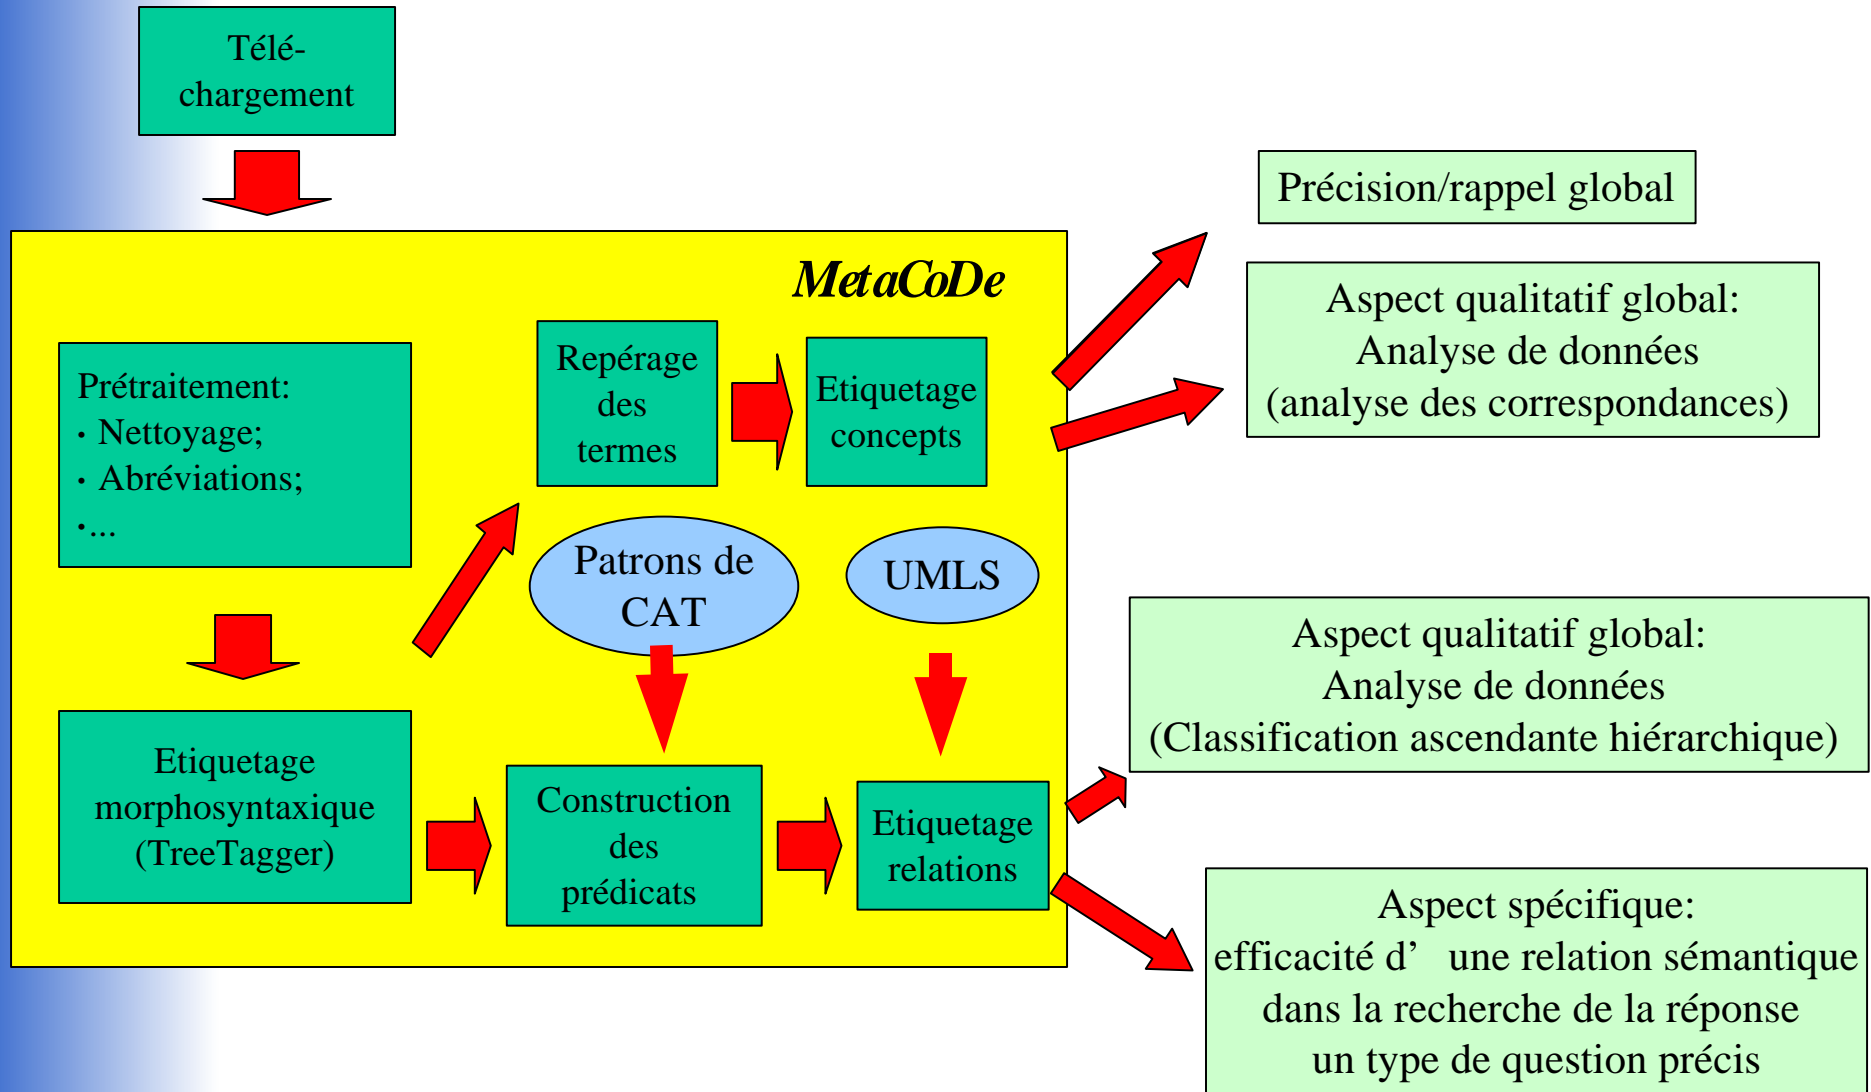 Télé-
chargement
MetaCoDe
Prétraitement:
· Nettoyage;
· Abréviations;
·...
Etiquetage
morphosyntaxique
(TreeTagger)
Repérage
des
termes
Etiquetage
concepts
Patrons de
CAT
UMLS
Construction
des
prédicats
Etiquetage
relations
Précision/rappel global
Aspect qualitatif global:
Analyse de données
(analyse des correspondances)
Aspect qualitatif global:
Analyse de données
(Classification ascendante hiérarchique)
Aspect spécifique:
efficacité d’ une relation sémantique
dans la recherche de la réponse
un type de question précis